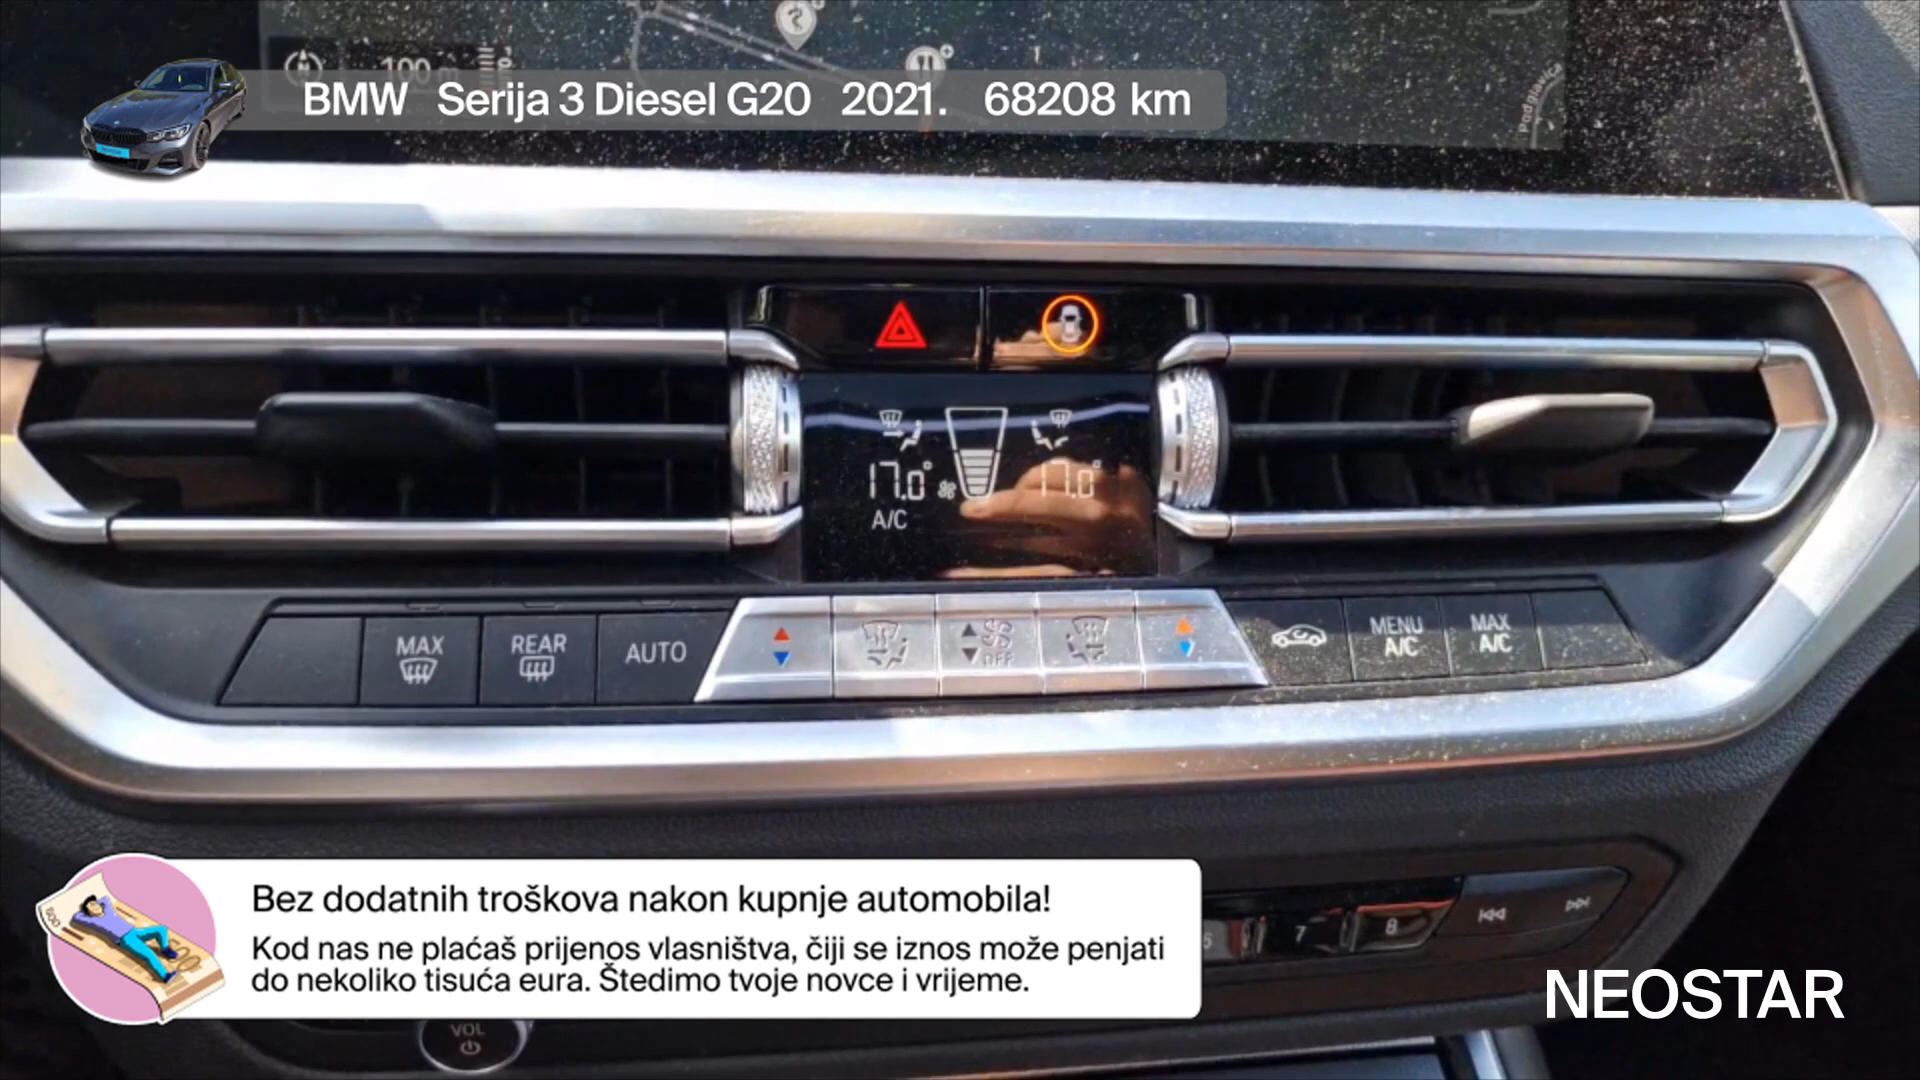 100
BMW Serija 3 Diesel G20 2021. 68208 km
17.0° 17.0°
A/C
MAX
REAR
AUTO
OFF
MENU
A/C
MAX
A/C
7 8
Bez dodatnih troškova nakon kupnje automobila!
Kod nas ne plaćaš prijenos vlasništva, čiji se iznos može penjati
do nekoliko tisuća eura. Štedimo tvoje novce i vrijeme.
NEOSTAR
VOL